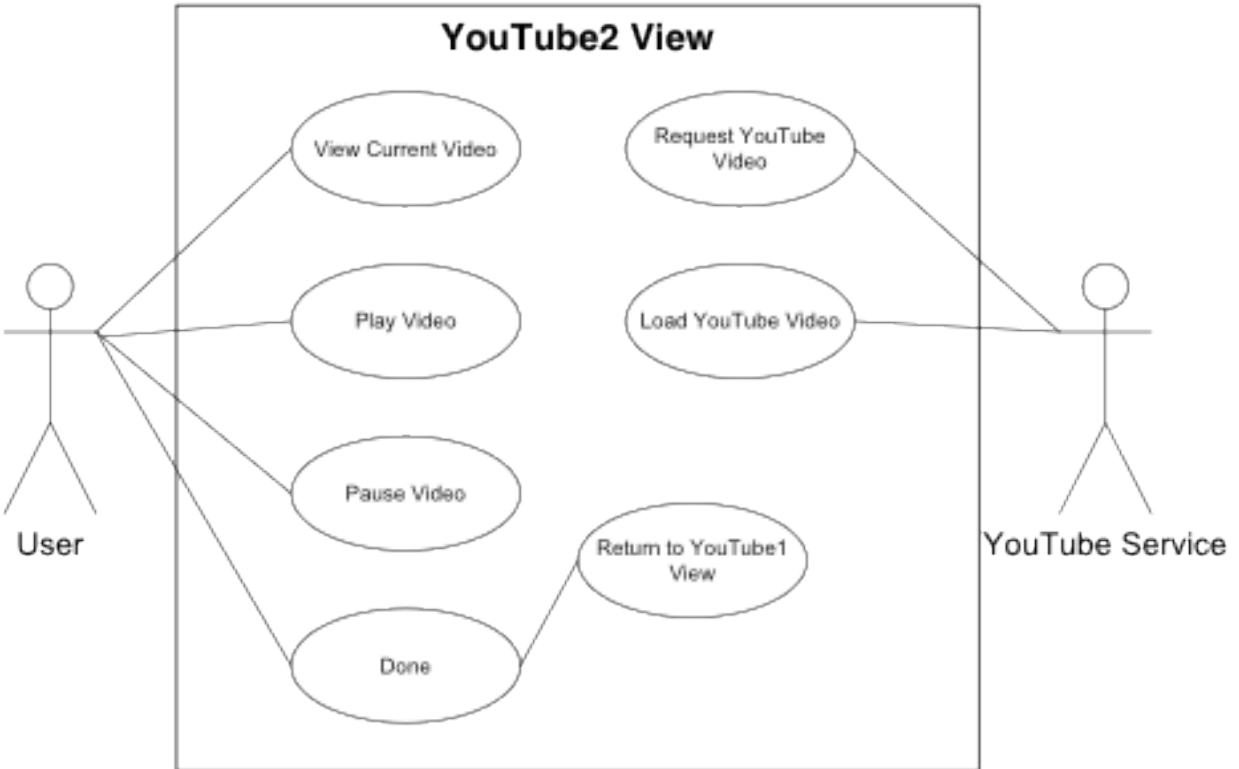 YouTube2 View
View Current Video
Request YouTube
Video
Play Video
Load YouTube Video
Pause Video
User
Return to YouTube1
View
YouTube Service
Done